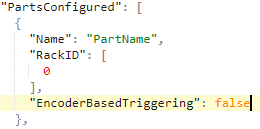 "PartsConfigured": [
  {
    "Name": "PartName",
    "RackID": [
      0
    ],
    "EncoderBasedTriggering": false
  },